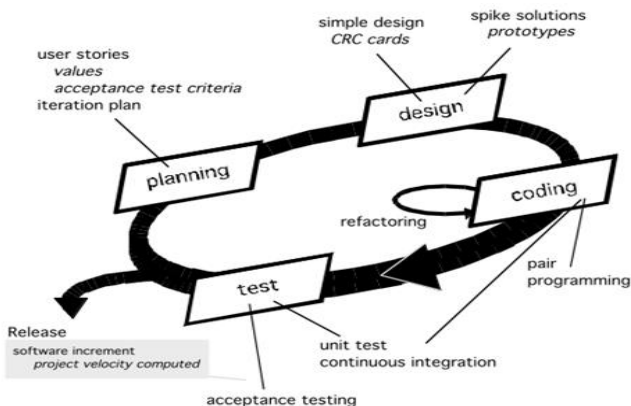 simple design
CRC cards
spike solutions
prototypes
user stories
values
acceptance test criteria
iteration plan
design
planning
coding
refactoring
test
pair
programming
Release
software increment
project velocity computed
unit test
continuous integration
acceptance testing